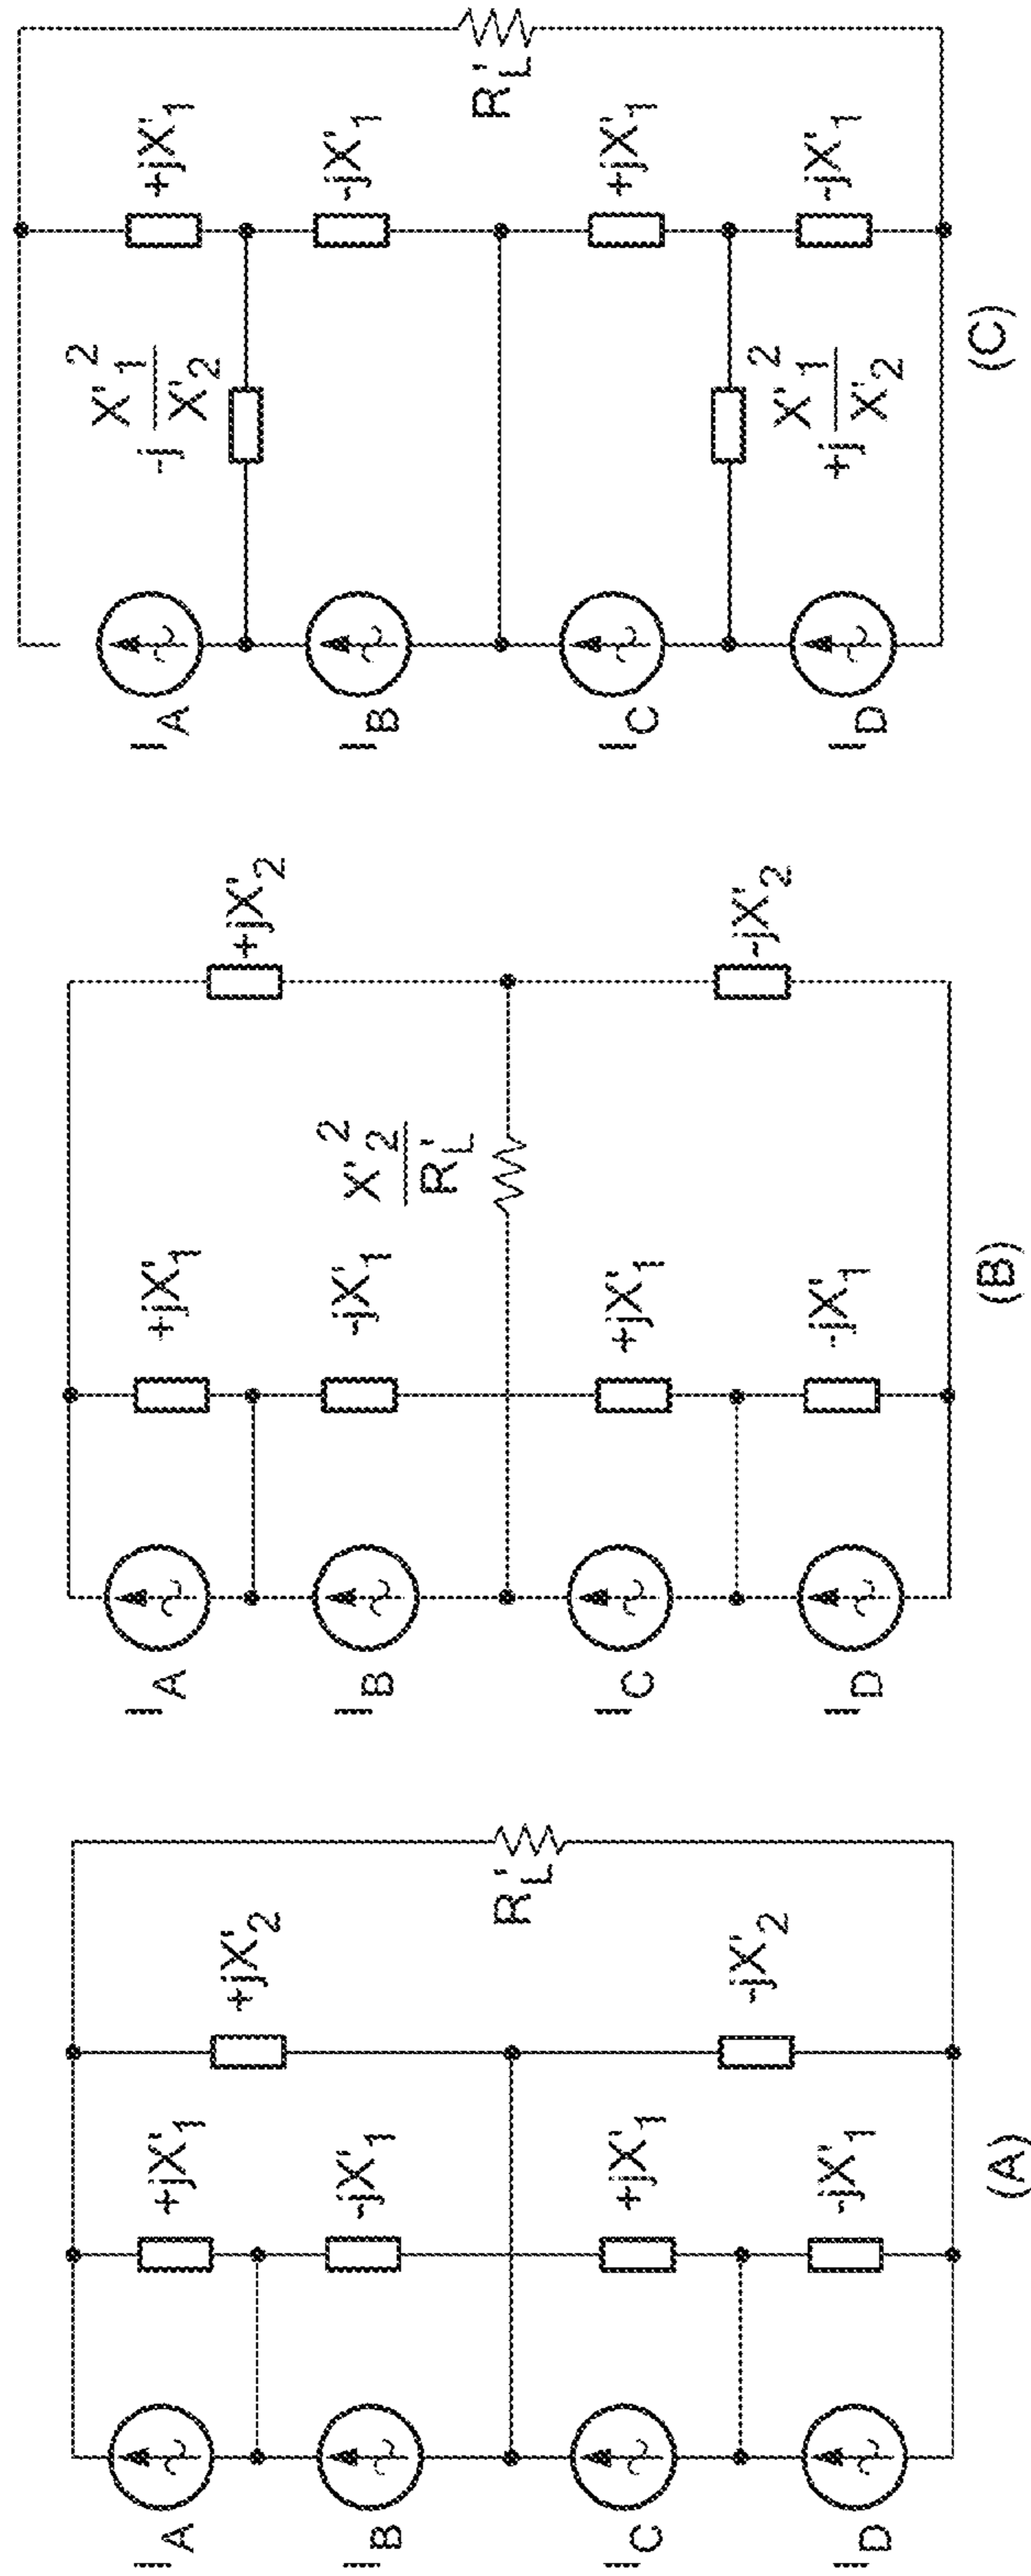 I_A
+jX'_1
+jX'_2
I_B
-jX'_1
R'_L
I_C
+jX'_1
-jX'_2
I_D
-jX'_1
(A)
I_A
+jX'_1
+jX'_2
I_B
-jX'_1
X'_2^2
R'_L
I_C
+jX'_1
-jX'_2
I_D
-jX'_1
(B)
I_A
-j X'_1^2
X'_2
+jX'_1
I_B
-jX'_1
R'_L
I_C
+jX'_1
I_D
+j X'_1^2
X'_2
-jX'_1
(C)